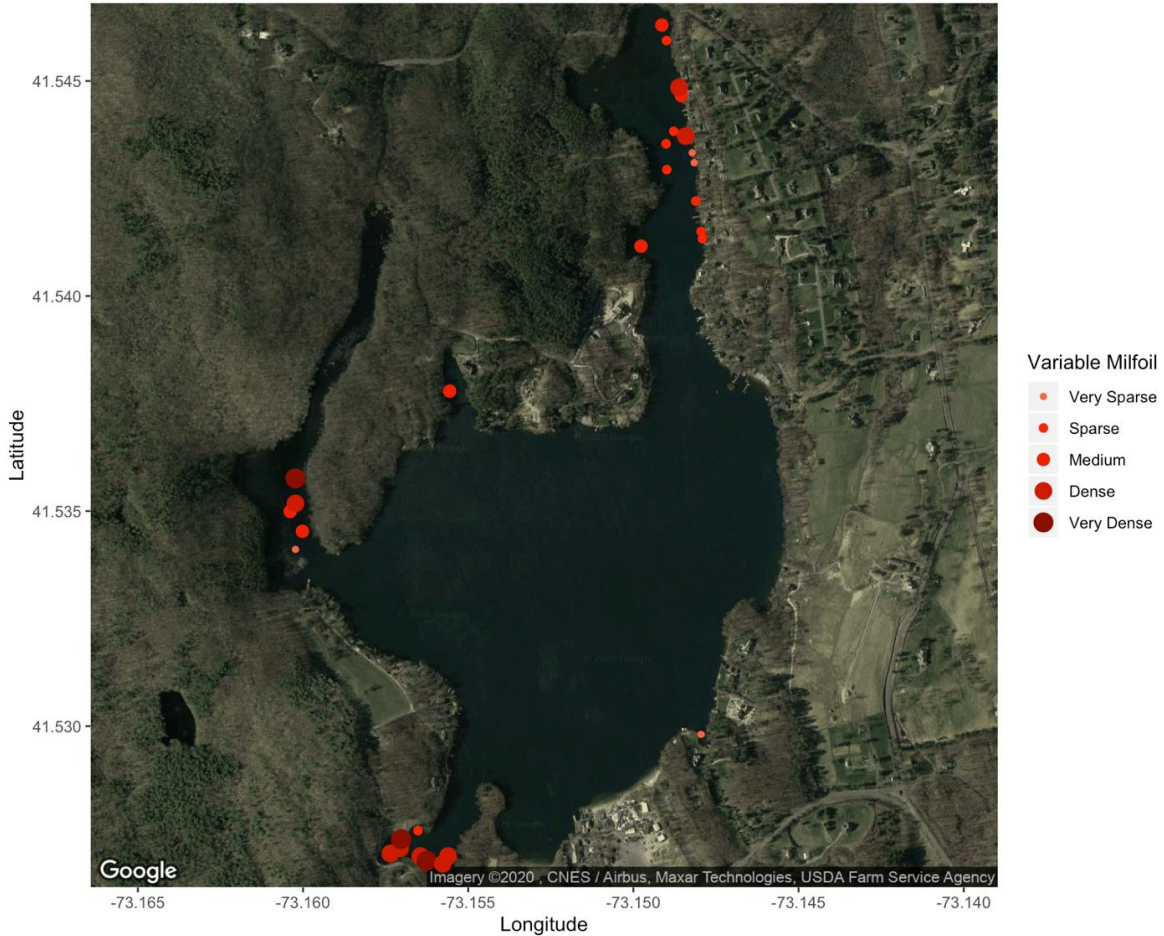 41.545
41.540
41.535
41.530
Latitude
-73.165
-73.160
-73.155
-73.150
-73.145
-73.140
Longitude
Google
Imagery ©2020 , CNES / Airbus, Maxar Technologies, USDA Farm Service Agency
Variable Milfoil
Very Sparse
Sparse
Medium
Dense
Very Dense